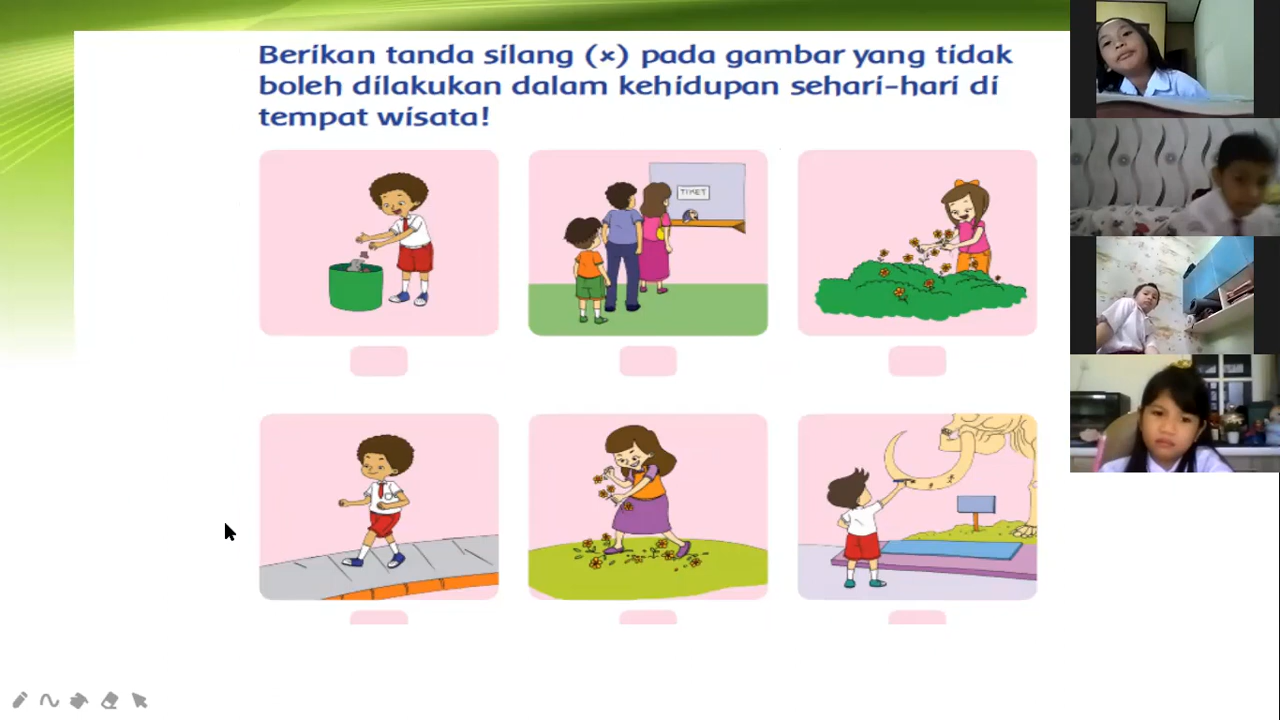 Berikan tanda silang (×) pada gambar yang tidak
boleh dilakukan dalam kehidupan sehari-hari di
tempat wisata!
TIKET